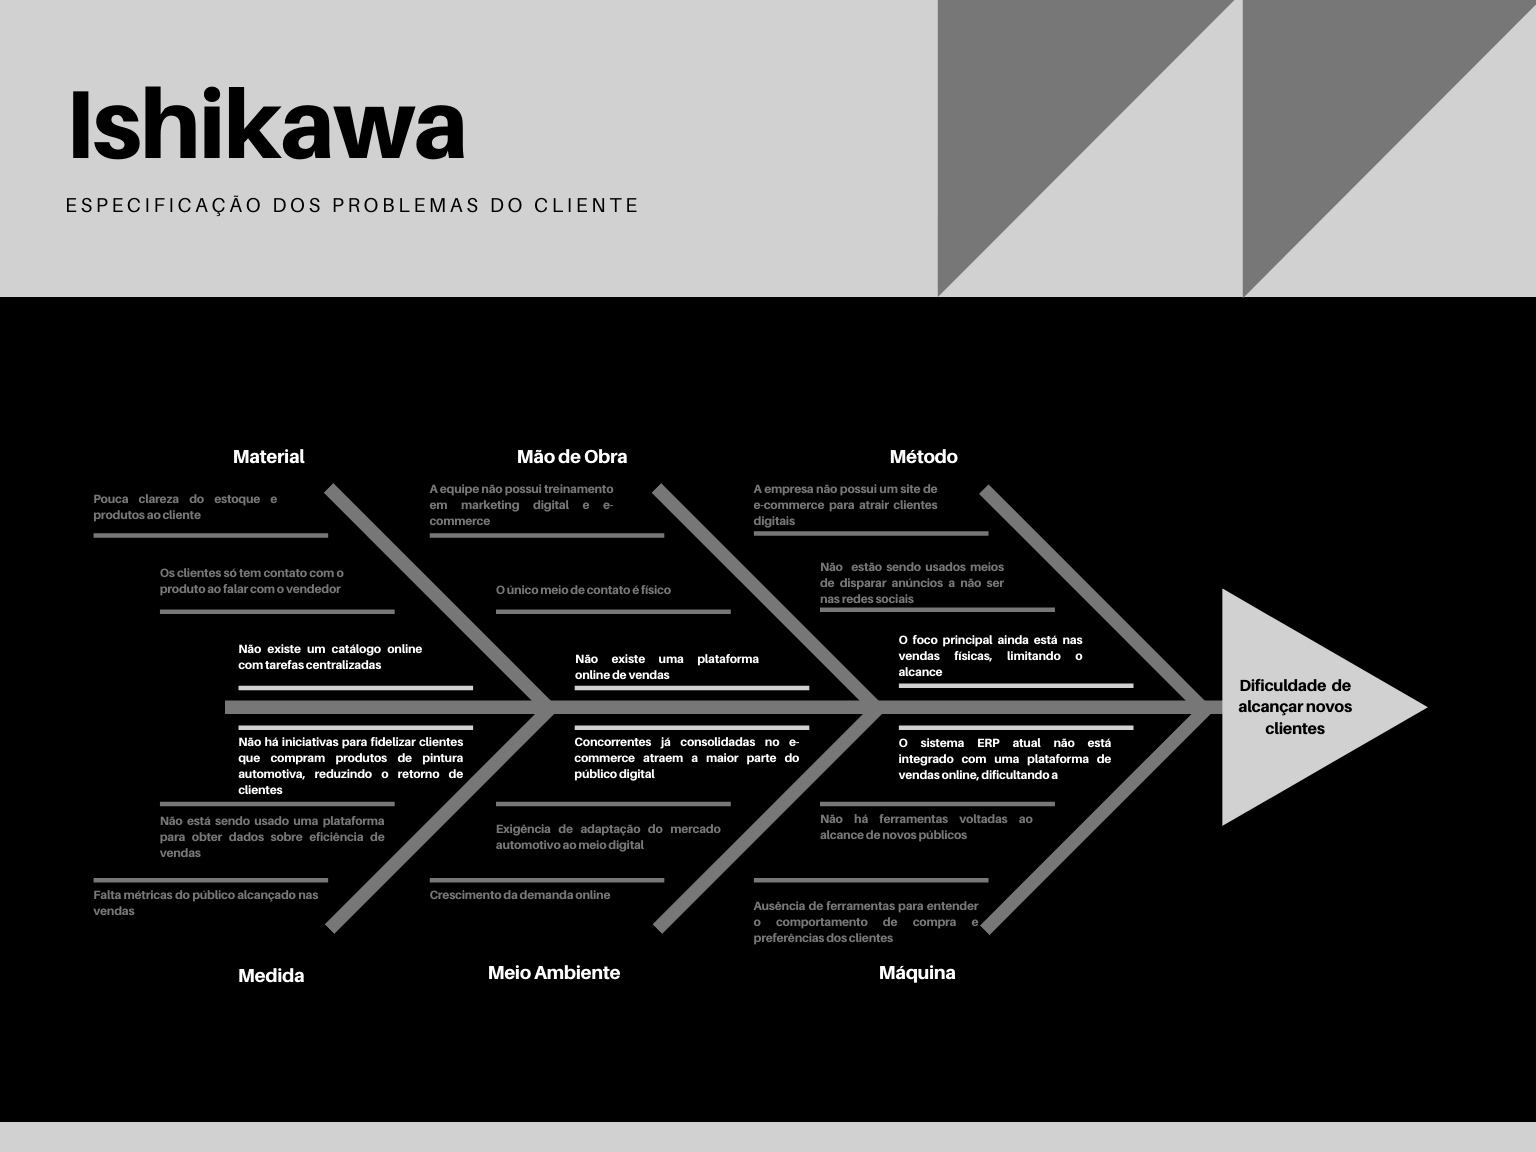 Ishikawa
ESPECIFICAÇÃO DOS PROBLEMAS DO CLIENTE
Material
Pouca clareza do estoque e
produtos ao cliente
Os clientes só tem contato com o
produto ao falar com o vendedor
Não existe um catálogo online
com tarefas centralizadas
Mão de Obra
A equipe não possui treinamento
em marketing digital e e-
commerce
O único meio de contato é físico
Não existe uma plataforma
online de vendas
Método
A empresa não possui um site de
e-commerce para atrair clientes
digitais
Não estão sendo usados meios
de disparar anúncios a não ser
nas redes sociais
O foco principal ainda está nas
vendas físicas, limitando o
alcance
Dificuldade de
alcançar novos
clientes
Não há iniciativas para fidelizar clientes
que compram produtos de pintura
automotiva, reduzindo o retorno de
clientes
Não está sendo usado uma plataforma
para obter dados sobre eficiência de
vendas
Falta métricas do público alcançado nas
vendas
Medida
Concorrentes já consolidadas no e-
commerce atraem a maior parte do
público digital
Exigência de adaptação do mercado
automotivo ao meio digital
Crescimento da demanda online
Meio Ambiente
O sistema ERP atual não está
integrado com uma plataforma de
vendas online, dificultando a
Não há ferramentas voltadas ao
alcance de novos públicos
Ausência de ferramentas para entender
o comportamento de compra e
preferências dos clientes
Máquina